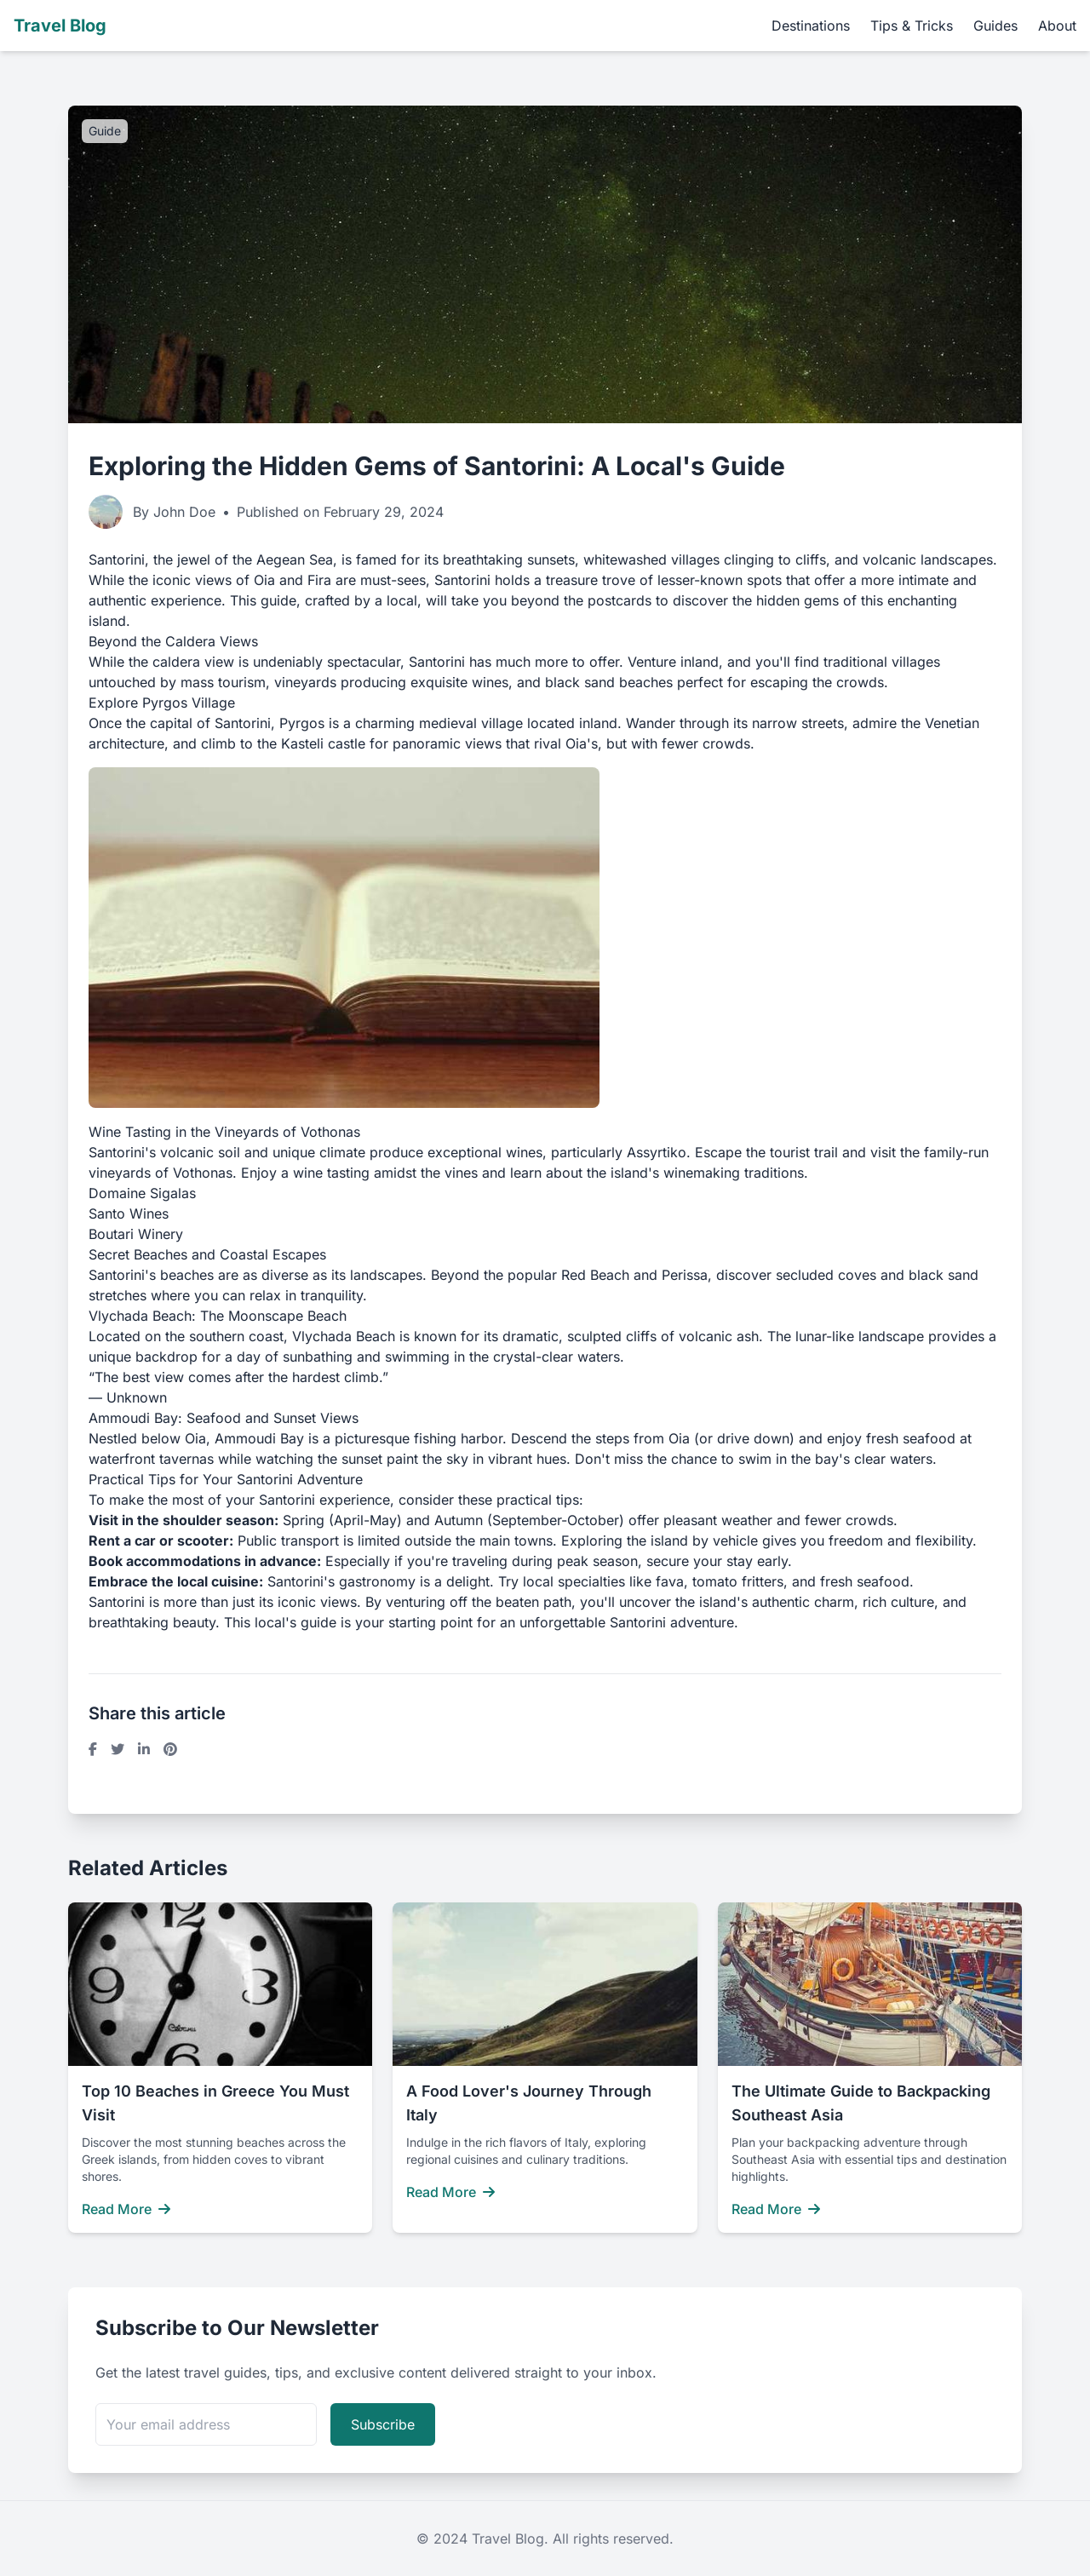 Travel Blog
Destinations
Tips & Tricks
Guides
About
Guide
Exploring the Hidden Gems of Santorini: A Local's Guide
By John Doe • Published on February 29, 2024
Santorini, the jewel of the Aegean Sea, is famed for its breathtaking sunsets, whitewashed villages clinging to cliffs, and volcanic landscapes.
While the iconic views of Oia and Fira are must-sees, Santorini holds a treasure trove of lesser-known spots that offer a more intimate and
authentic experience. This guide, crafted by a local, will take you beyond the postcards to discover the hidden gems of this enchanting
island.
Beyond the Caldera Views
While the caldera view is undeniably spectacular, Santorini has much more to offer. Venture inland, and you'll find traditional villages
untouched by mass tourism, vineyards producing exquisite wines, and black sand beaches perfect for escaping the crowds.
Explore Pyrgos Village
Once the capital of Santorini, Pyrgos is a charming medieval village located inland. Wander through its narrow streets, admire the Venetian
architecture, and climb to the Kasteli castle for panoramic views that rival Oia's, but with fewer crowds.
Wine Tasting in the Vineyards of Vothonas
Santorini's volcanic soil and unique climate produce exceptional wines, particularly Assyrtiko. Escape the tourist trail and visit the family-run
vineyards of Vothonas. Enjoy a wine tasting amidst the vines and learn about the island's winemaking traditions.
Domaine Sigalas
Santo Wines
Boutari Winery
Secret Beaches and Coastal Escapes
Santorini's beaches are as diverse as its landscapes. Beyond the popular Red Beach and Perissa, discover secluded coves and black sand
stretches where you can relax in tranquility.
Vlychada Beach: The Moonscape Beach
Located on the southern coast, Vlychada Beach is known for its dramatic, sculpted cliffs of volcanic ash. The lunar-like landscape provides a
unique backdrop for a day of sunbathing and swimming in the crystal-clear waters.
“The best view comes after the hardest climb.”
— Unknown
Ammoudi Bay: Seafood and Sunset Views
Nestled below Oia, Ammoudi Bay is a picturesque fishing harbor. Descend the steps from Oia (or drive down) and enjoy fresh seafood at
waterfront tavernas while watching the sunset paint the sky in vibrant hues. Don't miss the chance to swim in the bay's clear waters.
Practical Tips for Your Santorini Adventure
To make the most of your Santorini experience, consider these practical tips:
Visit in the shoulder season: Spring (April-May) and Autumn (September-October) offer pleasant weather and fewer crowds.
Rent a car or scooter: Public transport is limited outside the main towns. Exploring the island by vehicle gives you freedom and flexibility.
Book accommodations in advance: Especially if you're traveling during peak season, secure your stay early.
Embrace the local cuisine: Santorini's gastronomy is a delight. Try local specialties like fava, tomato fritters, and fresh seafood.
Santorini is more than just its iconic views. By venturing off the beaten path, you'll uncover the island's authentic charm, rich culture, and
breathtaking beauty. This local's guide is your starting point for an unforgettable Santorini adventure.
Share this article
Related Articles
12
9
3
6
Top 10 Beaches in Greece You Must
Visit
Discover the most stunning beaches across the
Greek islands, from hidden coves to vibrant
shores.
Read More
A Food Lover's Journey Through
Italy
Indulge in the rich flavors of Italy, exploring
regional cuisines and culinary traditions.
Read More
The Ultimate Guide to Backpacking
Southeast Asia
Plan your backpacking adventure through
Southeast Asia with essential tips and destination
highlights.
Read More
Subscribe to Our Newsletter
Get the latest travel guides, tips, and exclusive content delivered straight to your inbox.
Your email address
Subscribe
© 2024 Travel Blog. All rights reserved.